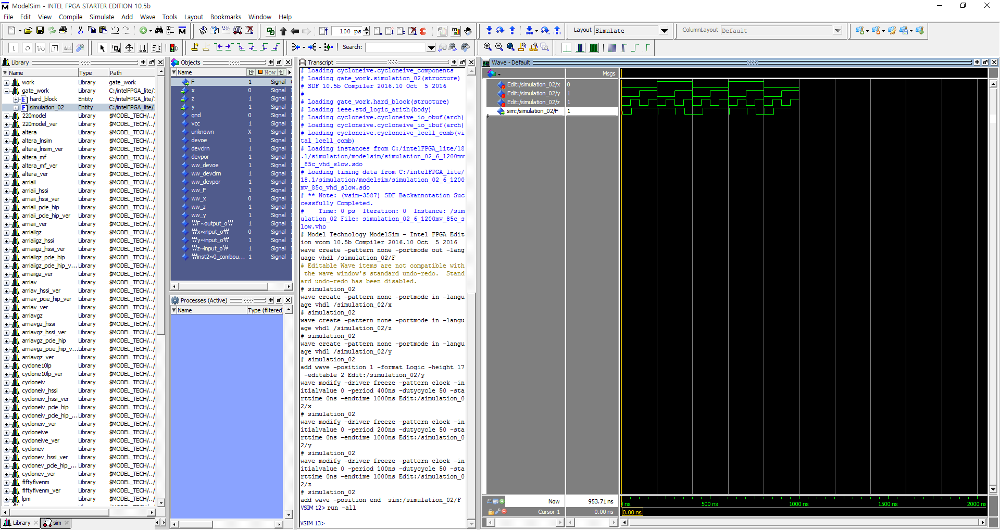 ModelSim - INTEL FPGA STARTER EDITION 10.5b
File Edit View Compile Simulate Add Wave Tools Layout Bookmarks Window Help
100 ps
Layout Simulate
ColumnLayout Default
ALL
Search:
Library
Name Type Path
work Library gate_work
gate_work Library C:/intelFPGA_lite/
hard_block Entity C:/intelFPGA_lite/
simulation_02 Entity C:/intelFPGA_lite/
220model Library $MODEL_TECH/../
220model_ver Library $MODEL_TECH/../
altera Library $MODEL_TECH/../
altera_lnsim Library $MODEL_TECH/../
altera_lnsim_ver Library $MODEL_TECH/../
altera_mf Library $MODEL_TECH/../
altera_mf_ver Library $MODEL_TECH/../
altera_ver Library $MODEL_TECH/../
arriaii Library $MODEL_TECH/../
arriaii_hssi Library $MODEL_TECH/../
arriaii_hssi_ver Library $MODEL_TECH/../
arriaii_pcie_hip Library $MODEL_TECH/../
arriaii_pcie_hip_ver Library $MODEL_TECH/../
arriaii_ver Library $MODEL_TECH/../
arriaiigz Library $MODEL_TECH/../
arriaiigz_hssi Library $MODEL_TECH/../
arriaiigz_hssi_ver Library $MODEL_TECH/../
arriaiigz_pcie_hip Library $MODEL_TECH/../
arriaiigz_pcie_hip_v... Library $MODEL_TECH/../
arriaiigz_ver Library $MODEL_TECH/../
arriav Library $MODEL_TECH/../
arriav_hssi_ver Library $MODEL_TECH/../
arriav_pcie_hip_ver Library $MODEL_TECH/../
arriav_ver Library $MODEL_TECH/../
arriavgz Library $MODEL_TECH/../
arriavgz_hssi Library $MODEL_TECH/../
arriavgz_hssi_ver Library $MODEL_TECH/../
arriavgz_pcie_hip Library $MODEL_TECH/../
arriavgz_pcie_hip_v... Library $MODEL_TECH/../
arriavgz_ver Library $MODEL_TECH/../
cyclone10lp Library $MODEL_TECH/../
cyclone10lp_ver Library $MODEL_TECH/../
cycloneiv Library $MODEL_TECH/../
cycloneiv_hssi Library $MODEL_TECH/../
cycloneiv_hssi_ver Library $MODEL_TECH/../
cycloneiv_pcie_hip Library $MODEL_TECH/../
cycloneiv_pcie_hip_... Library $MODEL_TECH/../
cycloneiv_ver Library $MODEL_TECH/../
cycloneive Library $MODEL_TECH/../
cycloneive_ver Library $MODEL_TECH/../
cyclonev Library $MODEL_TECH/../
cyclonev_hssi_ver Library $MODEL_TECH/../
cyclonev_pcie_hip_... Library $MODEL_TECH/../
cyclonev_ver Library $MODEL_TECH/../
fiftyfivenm Library $MODEL_TECH/../
fiftyfivenm_ver Library $MODEL_TECH/../
lpm Library $MODEL_TECH/../
Library sim
Objects
Name Now
F 1 Signal
x 0 Signal
z 1 Signal
y 1 Signal
gnd 0 Signal
vcc 1 Signal
unknown X Signal
devoe 1 Signal
devclrn 1 Signal
devpor 1 Signal
ww_devoe 1 Signal
ww_devclrn 1 Signal
ww_devpor 1 Signal
ww_F 1 Signal
ww_x 0 Signal
ww_z 1 Signal
ww_y 1 Signal
₩F~output_o₩ 1 Signal
₩x~input_o₩ 0 Signal
₩y~input_o₩ 1 Signal
₩z~input_o₩ 1 Signal
₩inst2~0_combou... 1 Signal
Processes (Active)
Name Type (filtered)
Transcript
# Loading cycloneive.cycloneive_components
# Loading gate_work.simulation_02(structure)
# SDF 10.5b Compiler 2016.10 Oct  5 2016
#
# Loading gate_work.hard_block(structure)
# Loading ieee.std_logic_arith(body)
# Loading cycloneive.cycloneive_io_obuf(arch)
# Loading cycloneive.cycloneive_io_ibuf(arch)
# Loading cycloneive.cycloneive_lcell_comb(vi
tal_lcell_comb)
# Loading instances from C:/intelFPGA_lite/18
.1/simulation/modelsim/simulation_02_6_1200mv
_85c_vhd_slow.sdo
# Loading timing data from C:/intelFPGA_lite/
18.1/simulation/modelsim/simulation_02_6_1200
mv_85c_vhd_slow.sdo
# ** Note: (vsim-3587) SDF Backannotation Suc
cessfully Completed.
#    Time: 0 ps  Iteration: 0  Instance: /sim
ulation_02 File: simulation_02_6_1200mv_85c_s
low.vho
# Model Technology ModelSim - Intel FPGA Edit
ion vcom 10.5b Compiler 2016.10 Oct  5 2016
wave create -pattern none -portmode out -lang
uage vhdl /simulation_02/F
# Editable Wave items are not compatible with
 the wave window's standard undo-redo.  Stand
ard undo-redo has been disabled.
# simulation_02
wave create -pattern none -portmode in -langu
age vhdl /simulation_02/x
# simulation_02
wave create -pattern none -portmode in -langu
age vhdl /simulation_02/z
# simulation_02
wave create -pattern none -portmode in -langu
age vhdl /simulation_02/y
# simulation_02
add wave -position 1 -format Logic -height 17
 -editable 2 Edit:/simulation_02/y
wave modify -driver freeze -pattern clock -in
itialvalue 0 -period 400ns -dutycycle 50 -sta
rttime 0ns -endtime 1000ns Edit:/simulation_0
2/x
# simulation_02
wave modify -driver freeze -pattern clock -in
itialvalue 0 -period 200ns -dutycycle 50 -sta
rttime 0ns -endtime 1000ns Edit:/simulation_0
2/y
# simulation_02
wave modify -driver freeze -pattern clock -in
itialvalue 0 -period 100ns -dutycycle 50 -sta
rttime 0ns -endtime 1000ns Edit:/simulation_0
2/z
# simulation_02
add wave -position end  sim:/simulation_02/F
VSIM 12> run -all
VSIM 13>
Wave - Default
Msgs
Edit:/simulation_02/x 0
Edit:/simulation_02/y 1
Edit:/simulation_02/z 1
sim:/simulation_02/F 1
Now 953.71 ns
Cursor 1 0.00 ns
ns 500 ns 1000 ns 1500 ns 2000 ns
0.00 ns